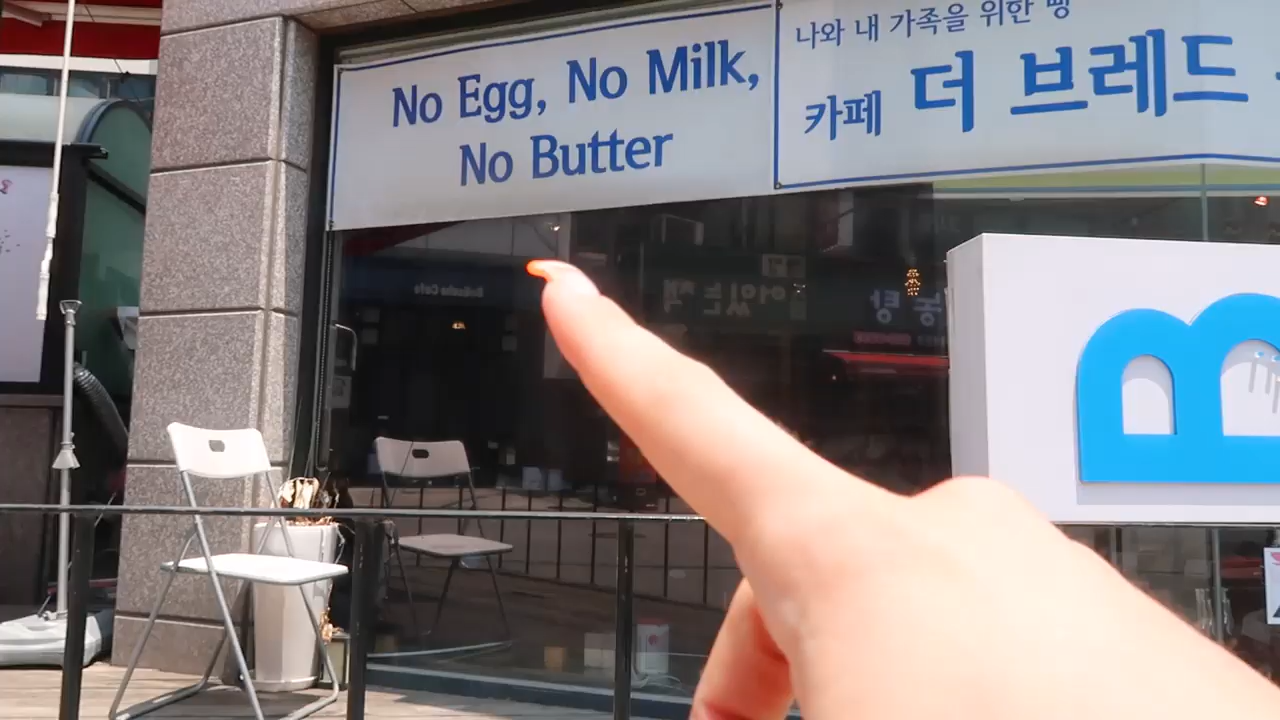 No Egg, No Milk,
No Butter
나와 내 가족을 위한 빵
카페 더 브레드
B